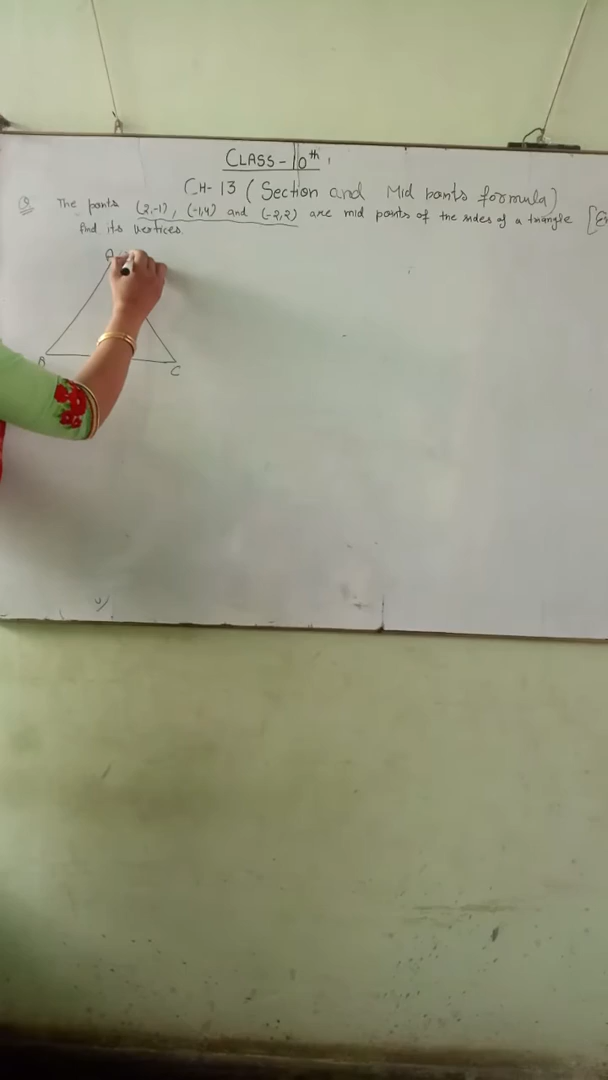 CLASS-10th
CH-13 (Section and Mid points formula)
Q The points (2,-1), (-1,4) and (-2,2) are mid points of the sides of a triangle [Ex
find its vertices.
A
B
C